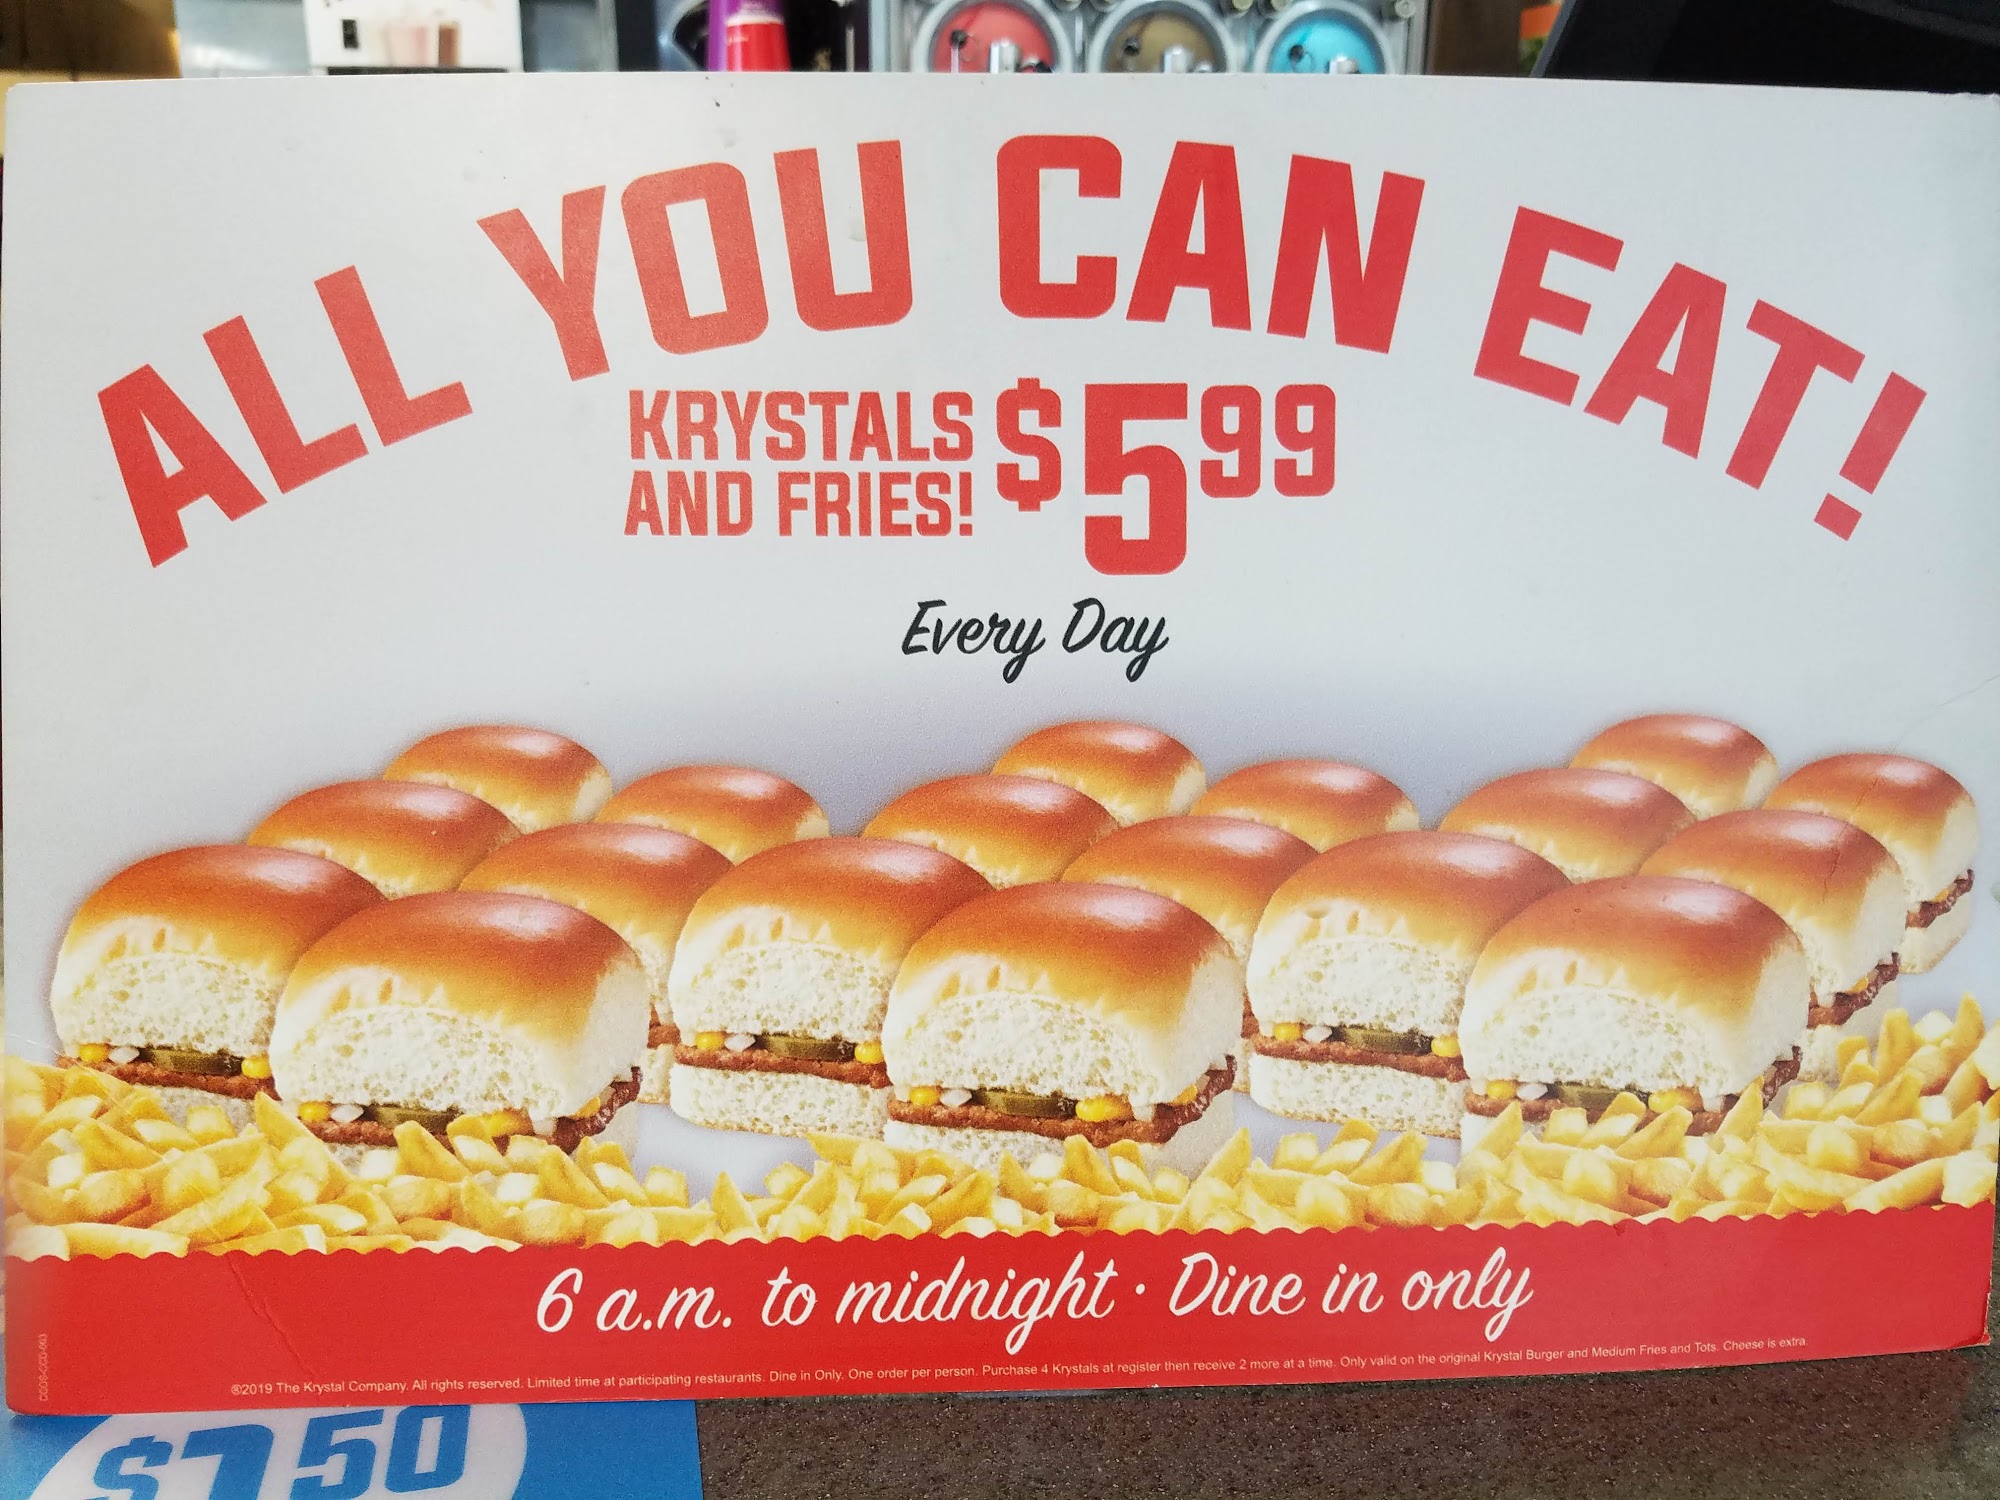 ALL YOU CAN EAT!
KRYSTALS
AND FRIES!
$5.99
Every Day
6 a.m. to midnight · Dine in only
®2019 The Krystal Company. All rights reserved. Limited time at participating restaurants. Dine in Only. One order per person. Purchase 4 Krystals at register then receive 2 more at a time. Only valid on the original Krystal Burger and Medium Fries and Tots. Cheese is extra.